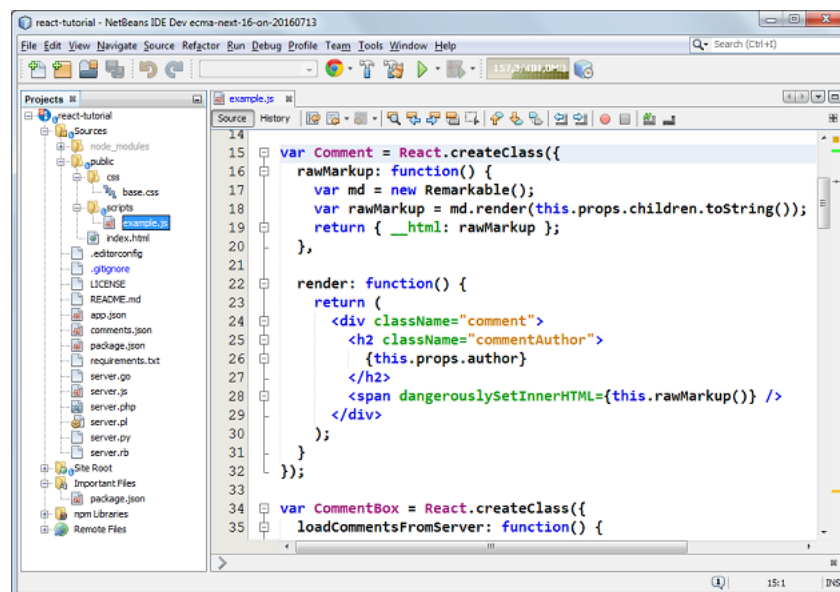 react-tutorial - NetBeans IDE Dev ecma-next-16-on-20160713
File Edit View Navigate Source Refactor Run Debug Profile Team Tools Window Help
Search (Ctrl+I)
Projects
react-tutorial
Sources
node_modules
public
css
base.css
scripts
example.js
index.html
.editorconfig
.gitignore
LICENSE
README.md
app.json
comments.json
package.json
requirements.txt
server.go
server.js
server.php
server.pl
server.py
server.rb
Site Root
Important Files
package.json
npm Libraries
Remote Files
example.js
Source History
14
15 var Comment = React.createClass({
16 rawMarkup: function() {
17 var md = new Remarkable();
18 var rawMarkup = md.render(this.props.children.toString());
19 return { __html: rawMarkup };
20 },
21
22 render: function() {
23 return (
24 <div className="comment">
25 <h2 className="commentAuthor">
26 {this.props.author}
27 </h2>
28 <span dangerouslySetInnerHTML={this.rawMarkup()} />
29 </div>
30 );
31 }
32 });
33
34 var CommentBox = React.createClass({
35 loadCommentsFromServer: function() {
15:1 INS